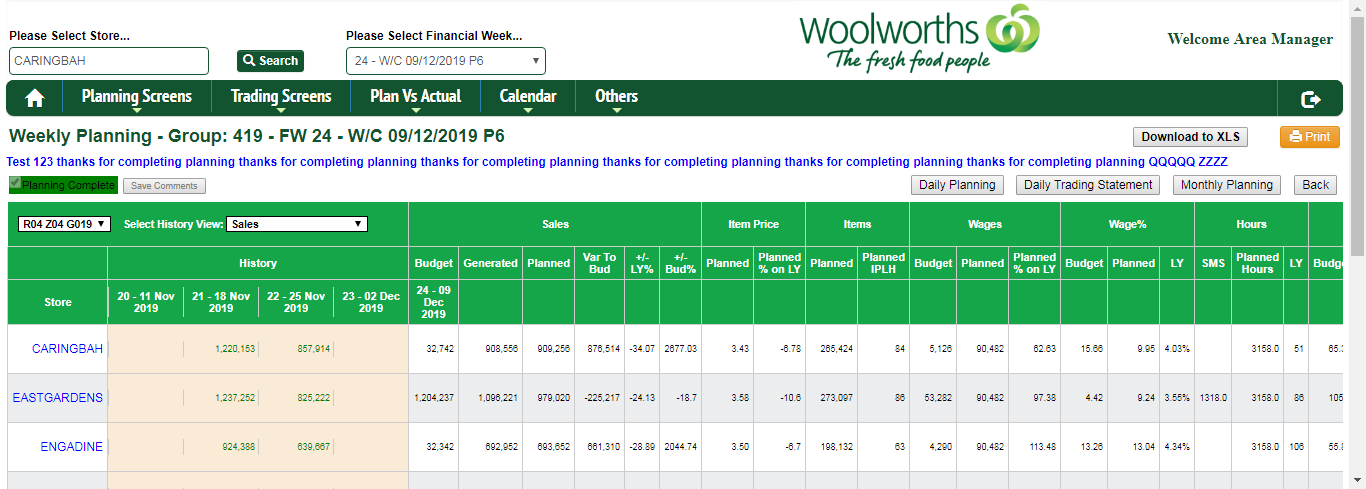 Please Select Store...
Please Select Financial Week...
Woolworths
The fresh food people
Welcome Area Manager
CARINGBAH
Search
24 - W/C 09/12/2019 P6
Planning Screens Trading Screens Plan Vs Actual Calendar Others
Weekly Planning - Group: 419 - FW 24 - W/C 09/12/2019 P6
Download to XLS
Print
Test 123 thanks for completing planning thanks for completing planning thanks for completing planning thanks for completing planning thanks for completing planning thanks for completing planning QQQQQ ZZZZ
Planning Complete Save Comments Daily Planning Daily Trading Statement Monthly Planning Back
R04 Z04 G019 Select History View: Sales Sales Item Price Items Wages Wage% Hours
History Budget Generated Planned Var To Bud +/- LY% +/- Bud% Planned Planned % on LY Planned Planned IPLH Budget Planned Planned % on LY Budget Planned LY SMS Planned Hours LY Budg
Store 20 - 11 Nov 2019 21 - 18 Nov 2019 22 - 25 Nov 2019 23 - 02 Dec 2019 24 - 09 Dec 2019
CARINGBAH 1,220,153 857,914 32,742 908,556 909,256 876,514 -34.07 2677.03 3.43 -6.78 265,424 84 5,126 90,482 62.63 15.66 9.95 4.03% 3158.0 51 65.
EASTGARDENS 1,237,252 825,222 1,204,237 1,096,221 979,020 -225,217 -24.13 -18.7 3.58 -10.6 273,097 86 53,282 90,482 97.38 4.42 9.24 3.55% 1318.0 3158.0 86 105
ENGADINE 924,388 639,667 32,342 692,952 693,652 661,310 -28.89 2044.74 3.50 -6.7 198,132 63 4,290 90,482 113.48 13.26 13.04 4.34% 3158.0 106 55.